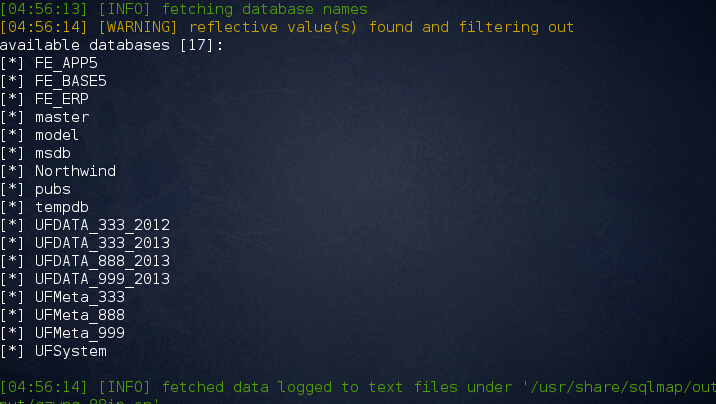 [04:56:13] [INFO] fetching database names
[04:56:14] [WARNING] reflective value(s) found and filtering out
available databases [17]:
[*] FE_APP5
[*] FE_BASE5
[*] FE_ERP
[*] master
[*] model
[*] msdb
[*] Northwind
[*] pubs
[*] tempdb
[*] UFDATA_333_2012
[*] UFDATA_333_2013
[*] UFDATA_888_2013
[*] UFDATA_999_2013
[*] UFMeta_333
[*] UFMeta_888
[*] UFMeta_999
[*] UFSystem
[04:56:14] [INFO] fetched data logged to text files under '/usr/share/sqlmap/out